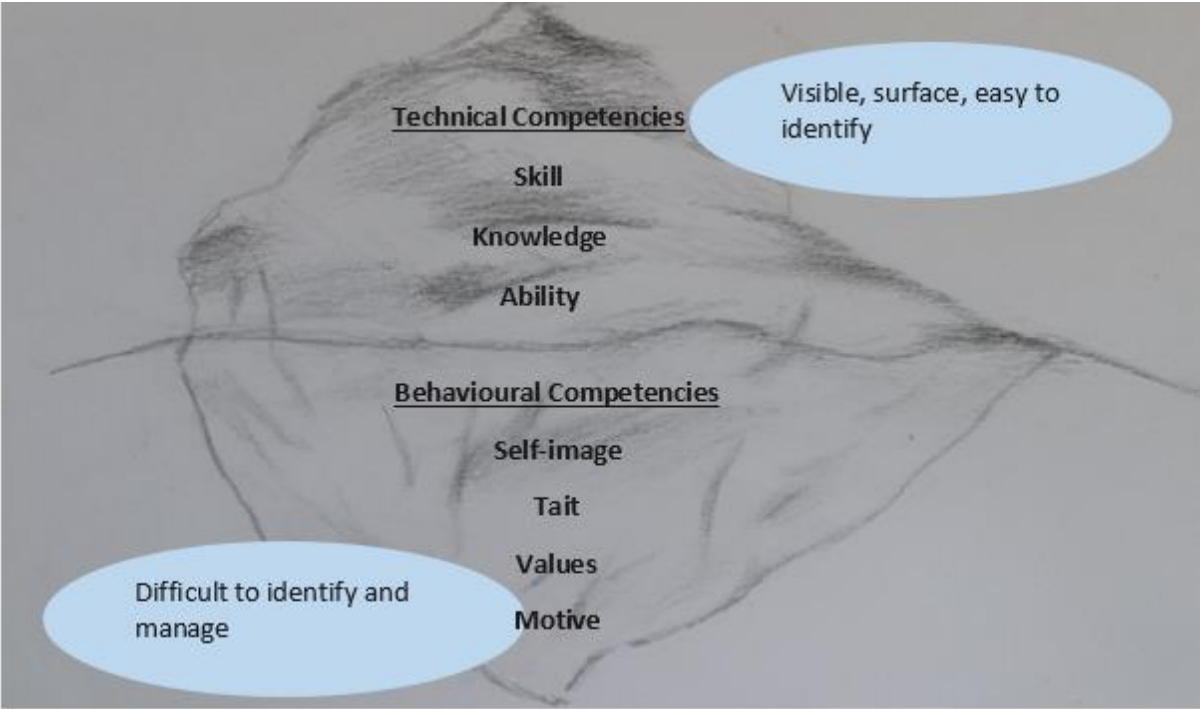 Technical Competencies
Visible, surface, easy to
identify
Skill
Knowledge
Ability
Behavioural Competencies
Self-image
Tait
Values
Difficult to identify and
manage
Motive